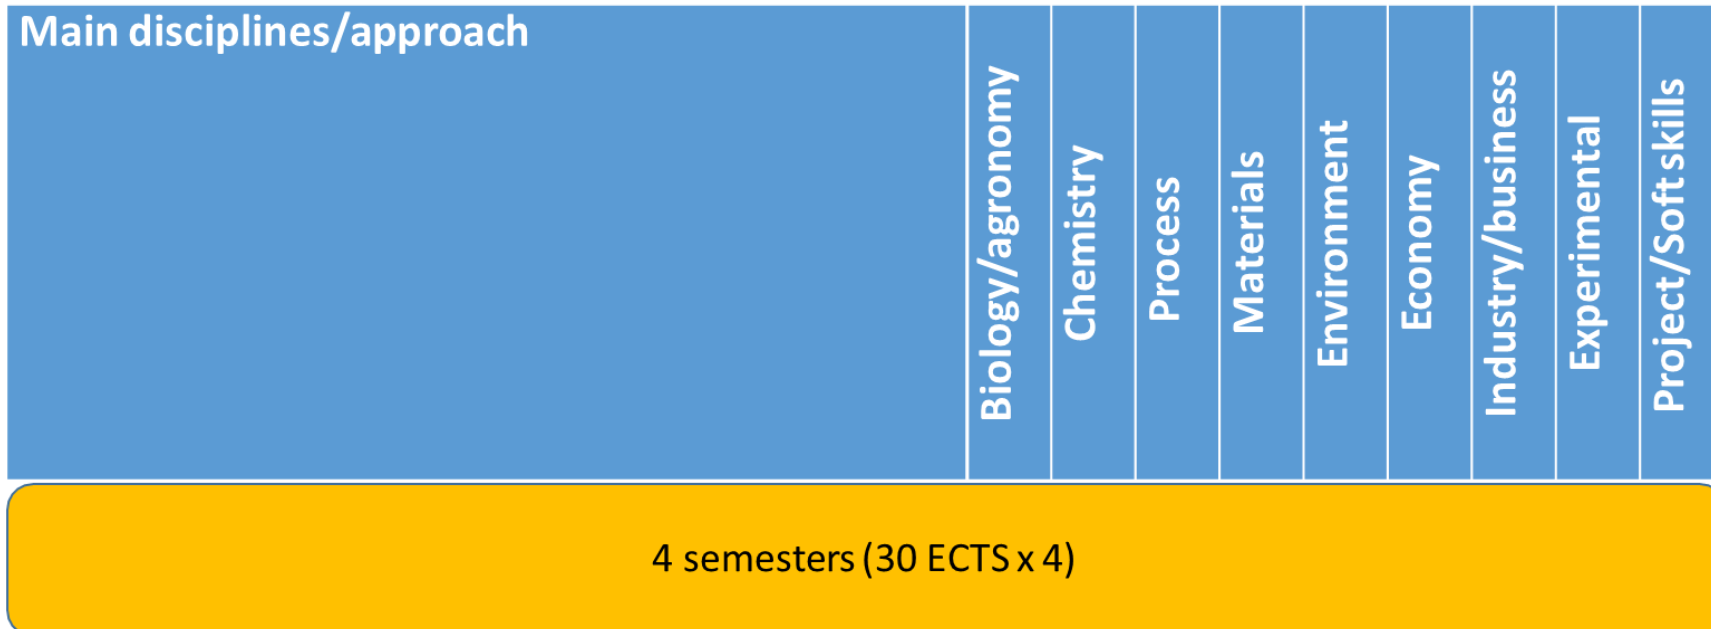 Main disciplines/approach
Biology/agronomy
Chemistry
Process
Materials
Environment
Economy
Industry/business
Experimental
Project/Soft skills
4 semesters (30 ECTS x 4)